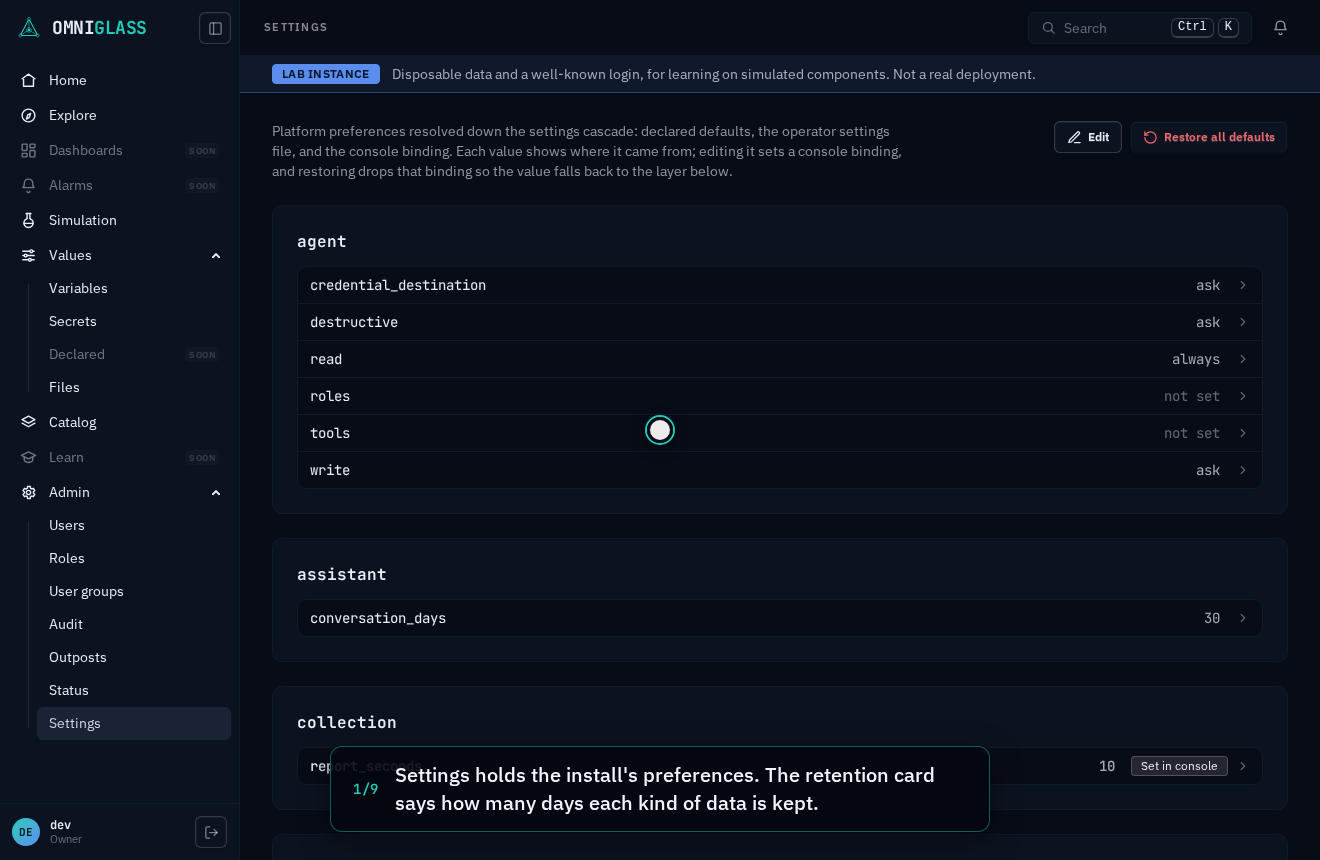 OMNIGLASS
SETTINGS
Search
Ctrl
K
Home
Explore
Dashboards
SOON
Alarms
SOON
Simulation
Values
Variables
Secrets
Declared
SOON
Files
Catalog
Learn
SOON
Admin
Users
Roles
User groups
Audit
Outposts
Status
Settings
DE
dev
Owner
LAB INSTANCE
Disposable data and a well-known login, for learning on simulated components. Not a real deployment.
Platform preferences resolved down the settings cascade: declared defaults, the operator settings
file, and the console binding. Each value shows where it came from; editing it sets a console binding,
and restoring drops that binding so the value falls back to the layer below.
Edit
Restore all defaults
agent
credential_destination ask
destructive ask
read always
roles not set
tools not set
write ask
assistant
conversation_days 30
collection
report_seconds 10 Set in console
1/9
Settings holds the install's preferences. The retention card
says how many days each kind of data is kept.